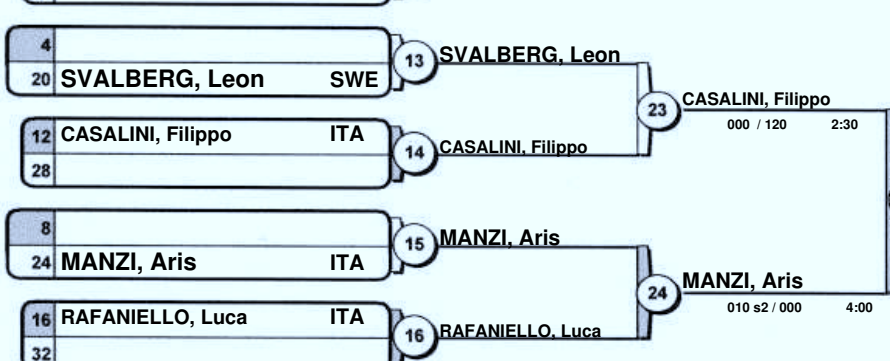 4
20 SVALBERG, Leon SWE
13 SVALBERG, Leon
12 CASALINI, Filippo ITA
28
14 CASALINI, Filippo
23 CASALINI, Filippo
000 / 120 2:30
8
24 MANZI, Aris ITA
15 MANZI, Aris
16 RAFANIELLO, Luca ITA
32
16 RAFANIELLO, Luca
24 MANZI, Aris
010 s2 / 000 4:00